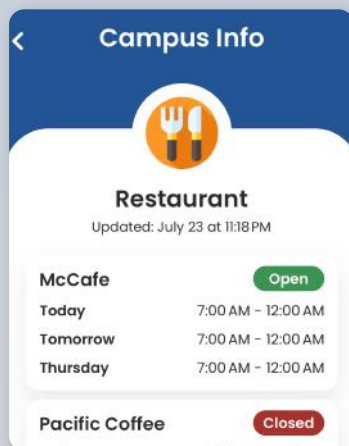 Campus Info
Restaurant
Updated: July 23 at 11:18 PM
McCafe Open
Today 7:00 AM - 12:00 AM
Tomorrow 7:00 AM - 12:00 AM
Thursday 7:00 AM - 12:00 AM
Pacific Coffee Closed